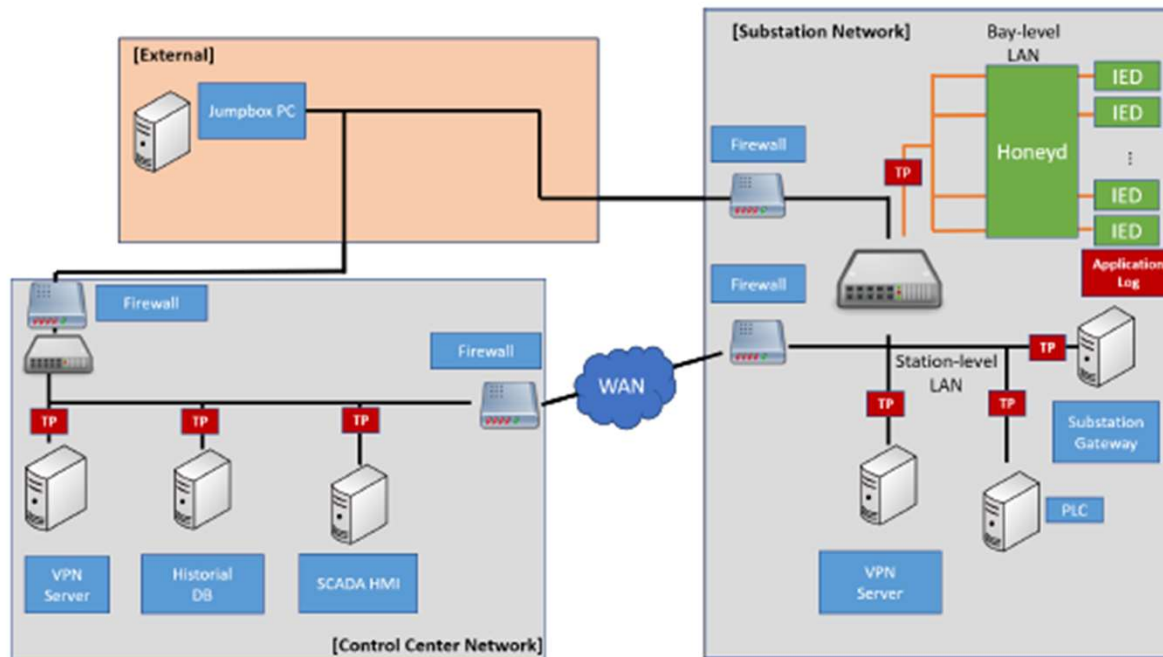 [External]
Jumpbox PC
[Substation Network]
Bay-level
LAN
IED
IED
Honeyd
IED
IED
Application
Log
Firewall
TP
Firewall
Station-level
LAN
TP
TP
TP
Substation
Gateway
PLC
VPN
Server
WAN
Firewall
Firewall
TP
TP
TP
VPN
Server
Historial
DB
SCADA HMI
[Control Center Network]